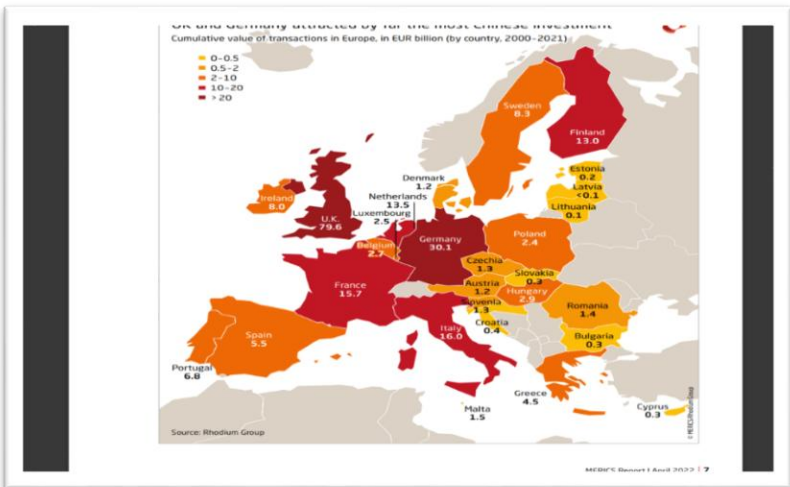 UK and Germany attracted by far the most Chinese investment
Cumulative value of transactions in Europe, in EUR billion (by country, 2000–2021)
0–0.5
0.5–2
2–10
10–20
> 20
Sweden
8.3
Finland
13.0
Estonia
0.2
Latvia
<0.1
Lithuania
0.1
Denmark
1.2
Netherlands
13.5
Luxembourg
2.5
Ireland
8.0
U.K.
79.6
Belgium
2.7
Germany
30.1
Poland
2.4
Czechia
1.3
Slovakia
0.3
France
15.7
Austria
1.2
Hungary
2.9
Slovenia
1.3
Romania
1.4
Croatia
0.4
Italy
16.0
Bulgaria
0.3
Spain
5.5
Portugal
6.8
Greece
4.5
Malta
1.5
Cyprus
0.3
Source: Rhodium Group
© MERICS/Rhodium Group
MERICS Report | April 2022 | 7